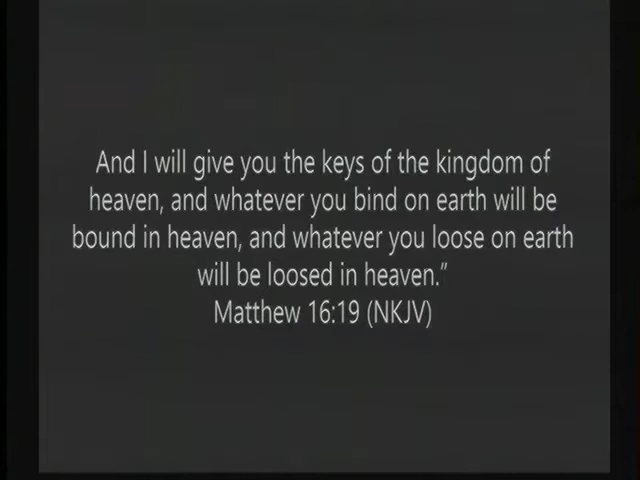 And I will give you the keys of the kingdom of
heaven, and whatever you bind on earth will be
bound in heaven, and whatever you loose on earth
will be loosed in heaven.”
Matthew 16:19 (NKJV)